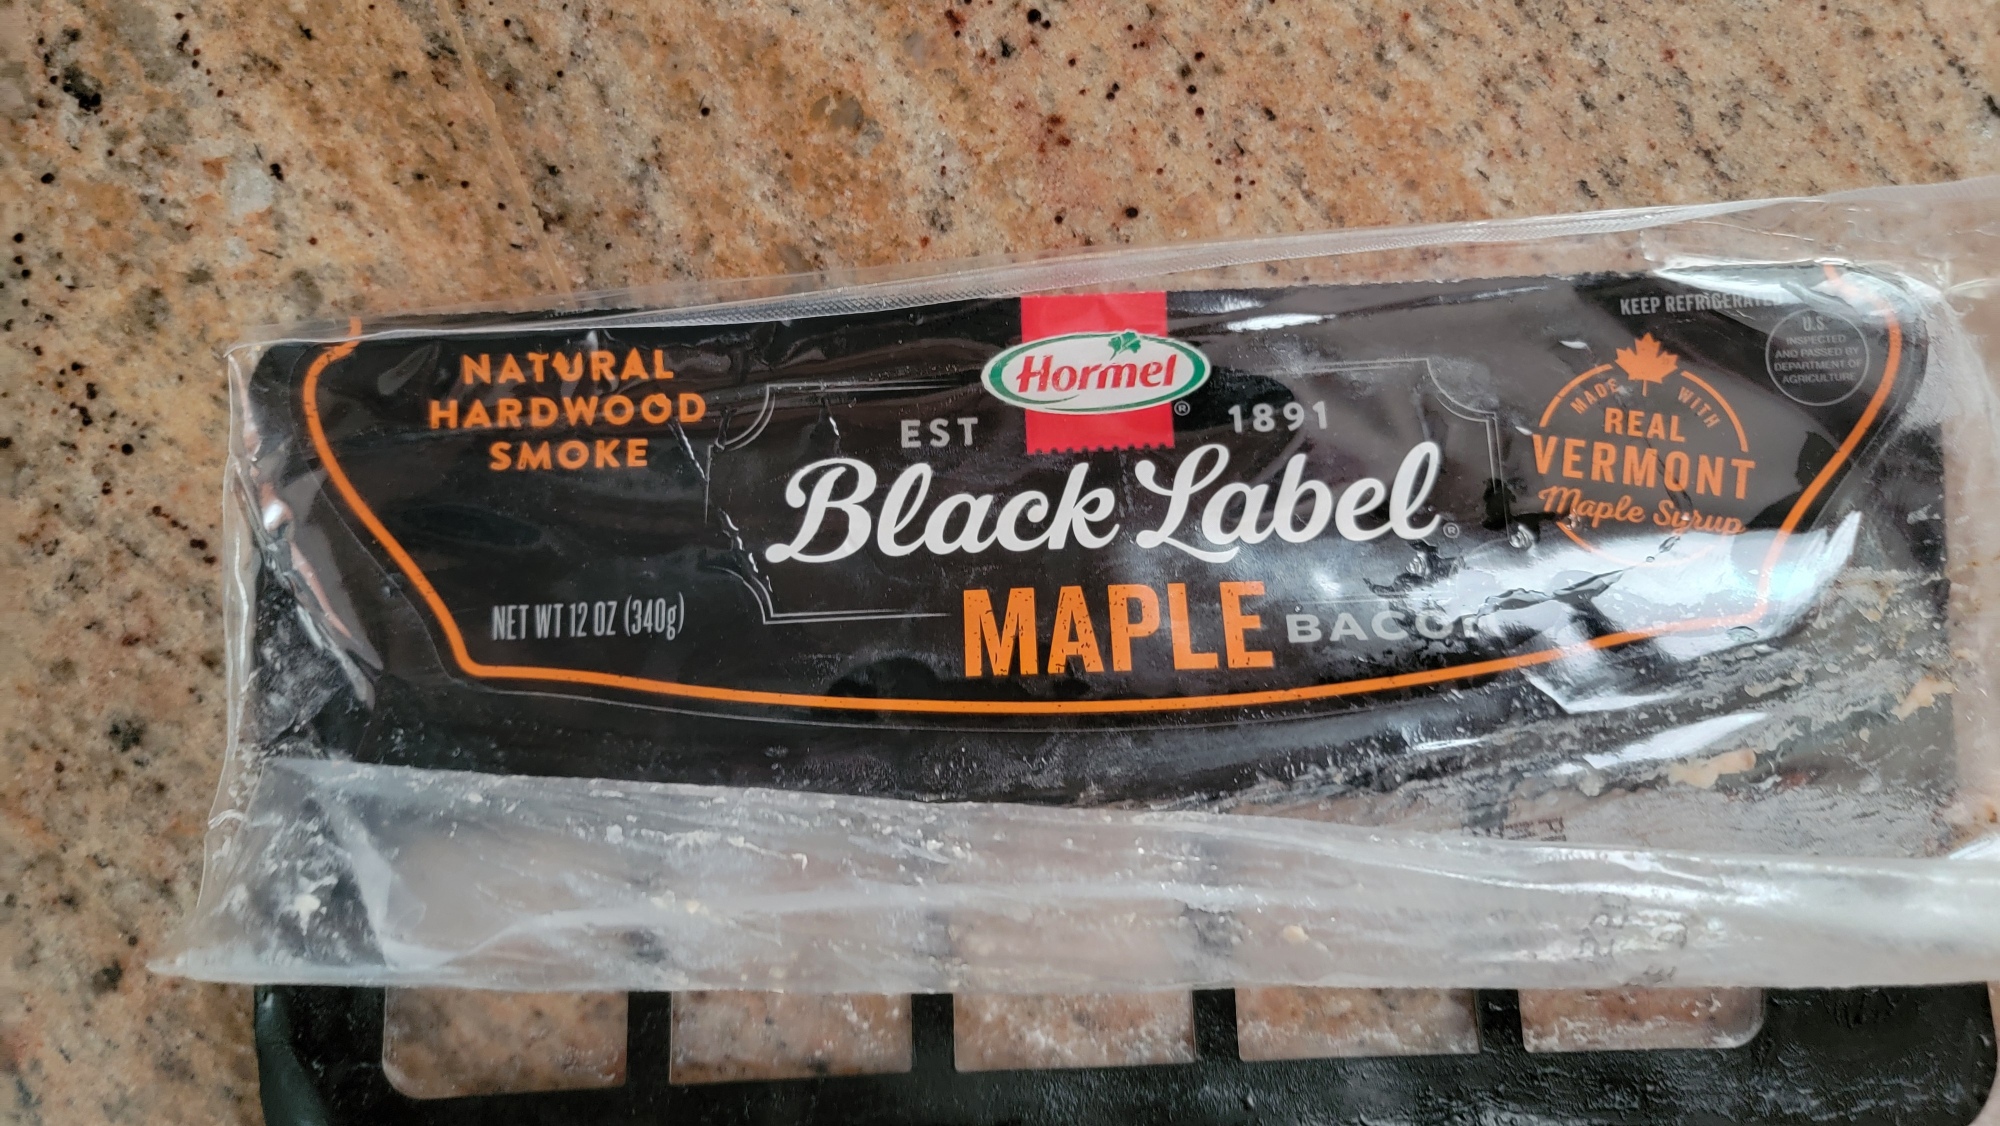 KEEP REFRIGERATED
U.S.
INSPECTED
AND PASSED BY
DEPARTMENT OF
AGRICULTURE
NATURAL
HARDWOOD
SMOKE
Hormel®
EST 1891
Black Label®
MAPLE BACON
MADE WITH
REAL
VERMONT
Maple Syrup
NET WT 12 OZ (340g)